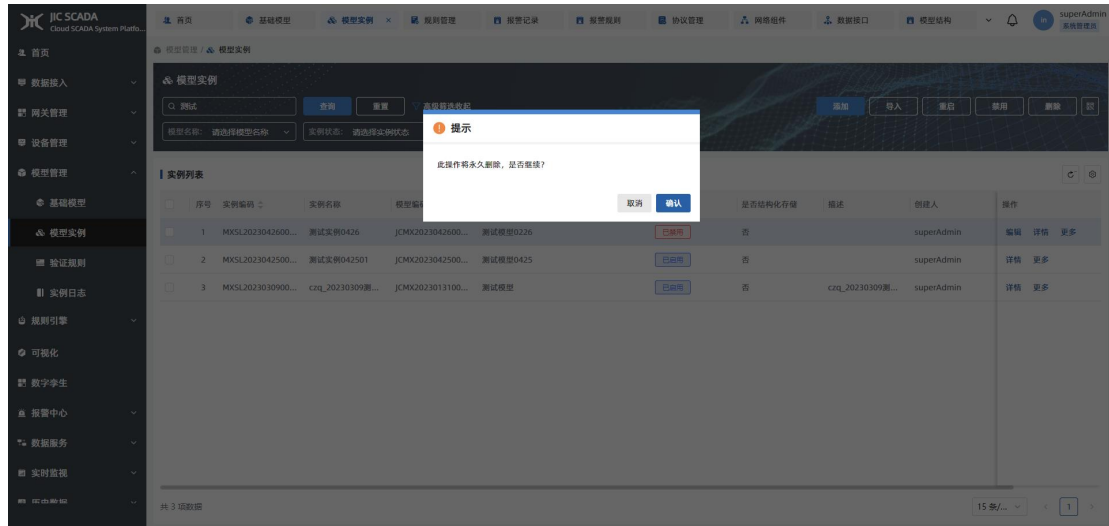 JIC SCADA
Cloud SCADA System Platfo...
首页
基础模型
模型实例 ×
规则管理
报警记录
报警规则
协议管理
网络组件
数据接口
模型结构
superAdmin
系统管理员
首页
数据接入
网关管理
设备管理
模型管理
基础模型
模型实例
验证规则
实例日志
规则引擎
可视化
数字孪生
报警中心
数据服务
实时监视
历史数据
模型管理 / 模型实例
模型实例
测试
查询
重置
高级筛选收起
添加
导入
重启
禁用
删除
模型名称: 请选择模型名称
实例状态: 请选择实例状态
提示
此操作将永久删除，是否继续?
取消
确认
实例列表
序号 实例编码 实例名称 模型编 是否结构化存储 描述 创建人 操作
1 MXSL2023042600... 测试实例0426 JCMX2023042600... 测试模型0226 已禁用 否 superAdmin 编辑 详情 更多
2 MXSL2023042500... 测试实例042501 JCMX2023042500... 测试模型0425 已启用 否 superAdmin 详情 更多
3 MXSL2023030900... czq_20230309测... JCMX2023013100... 测试模型 已启用 否 czq_20230309测... superAdmin 详情 更多
共 3 项数据
15 条/...
1